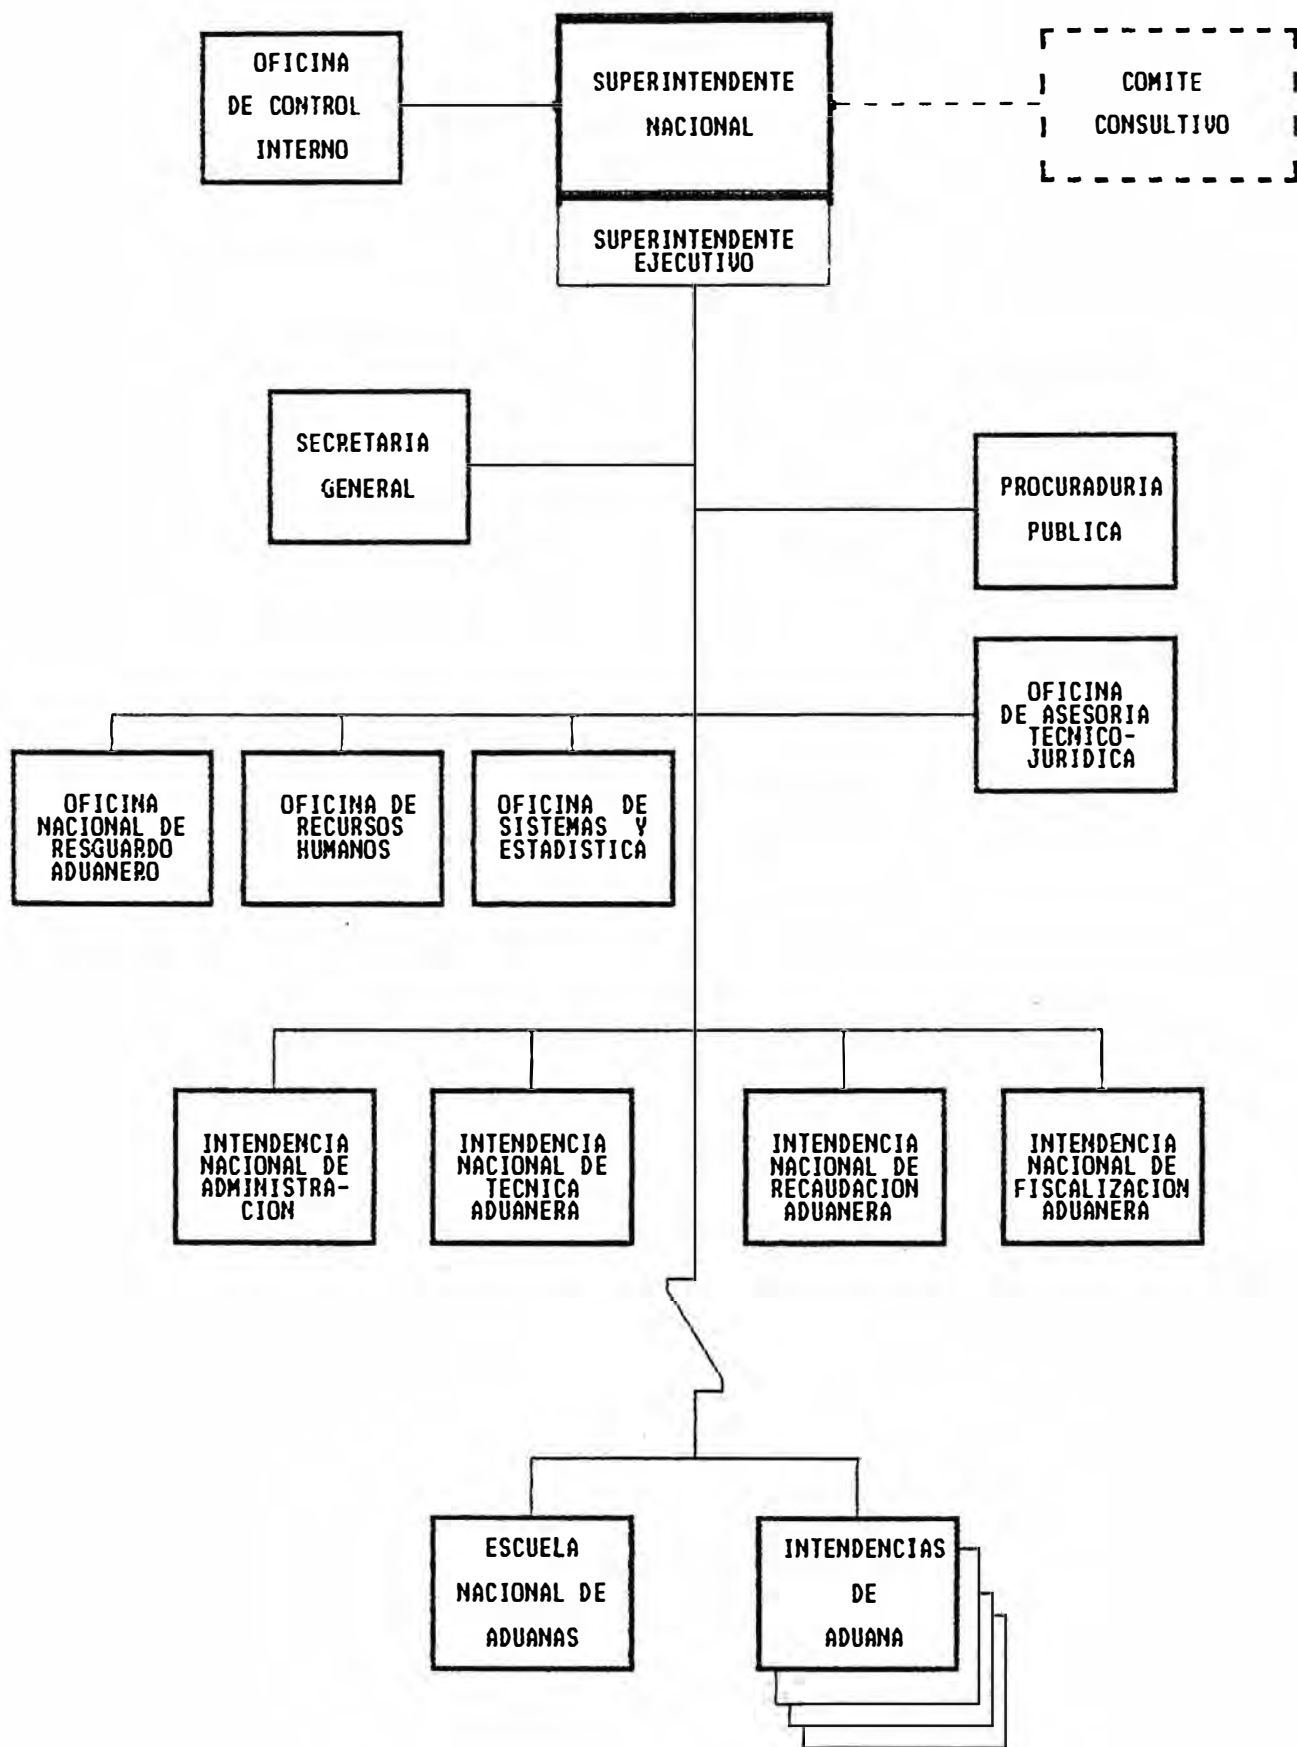 OFICINA
DE CONTROL
INTERNO
SUPERINTENDENTE
NACIONAL
COMITE
CONSULTIVO
SUPERINTENDENTE
EJECUTIVO
SECRETARIA
GENERAL
PROCURADURIA
PUBLICA
OFICINA
DE ASESORIA
TECNICO-
JURIDICA
OFICINA
NACIONAL DE
RESGUARDO
ADUANERO
OFICINA DE
RECURSOS
HUMANOS
OFICINA DE
SISTEMAS Y
ESTADISTICA
INTENDENCIA
NACIONAL DE
ADMINISTRA-
CION
INTENDENCIA
NACIONAL DE
TECNICA
ADUANERA
INTENDENCIA
NACIONAL DE
RECAUDACION
ADUANERA
INTENDENCIA
NACIONAL DE
FISCALIZACION
ADUANERA
ESCUELA
NACIONAL DE
ADUANAS
INTENDENCIAS
DE
ADUANA